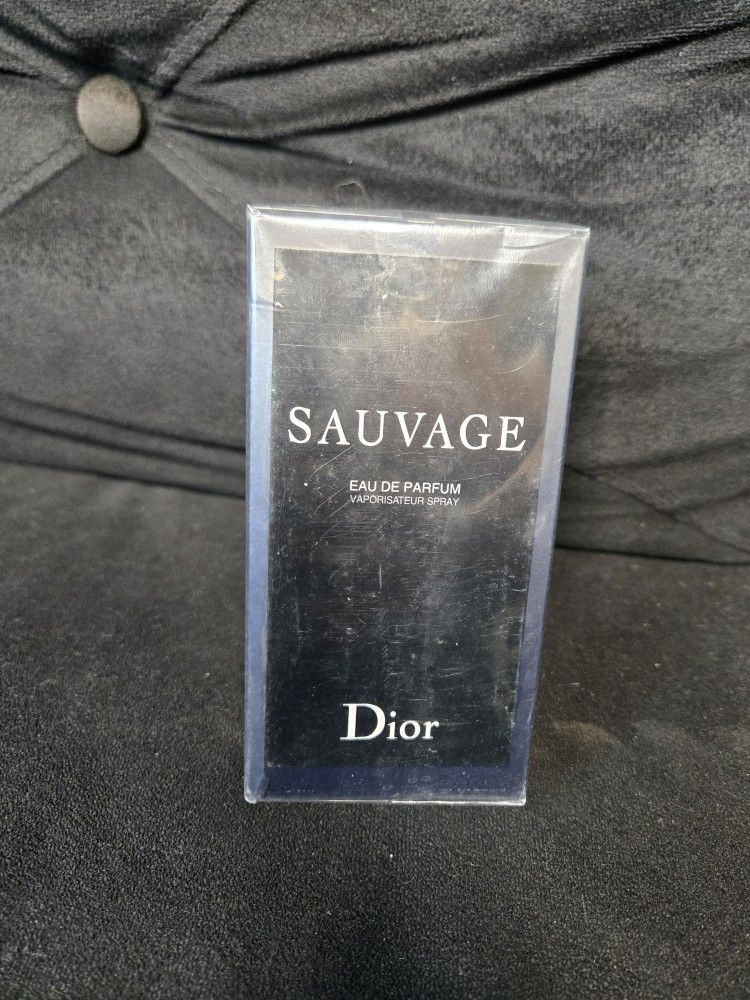 SAUVAGE
EAU DE PARFUM
VAPORISATEUR SPRAY
Dior